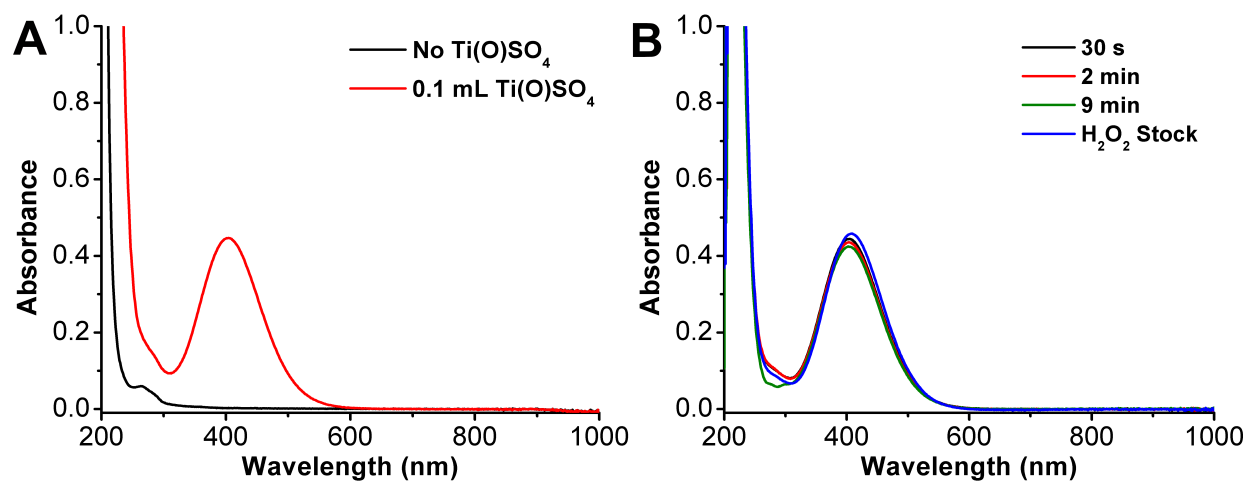 A
1.0
0.8
0.6
0.4
0.2
0.0
Absorbance
200
400
600
800
1000
Wavelength (nm)
No Ti(O)SO₄
0.1 mL Ti(O)SO₄
B
1.0
0.8
0.6
0.4
0.2
0.0
Absorbance
200
400
600
800
1000
Wavelength (nm)
30 s
2 min
9 min
H₂O₂ Stock